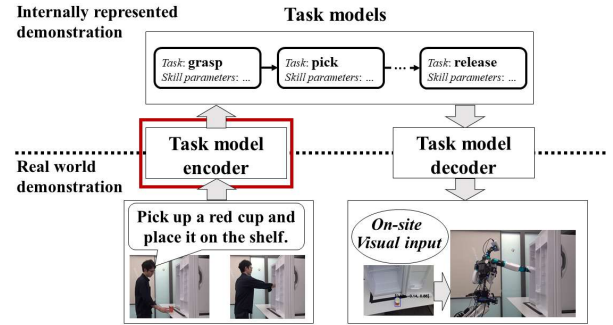 Internally represented
demonstration
Task models
Task: grasp
Skill parameters: ...
Task: pick
Skill parameters: ...
...
Task: release
Skill parameters: ...
Task model
encoder
Task model
decoder
Real world
demonstration
Pick up a red cup and
place it on the shelf.
On-site
Visual input